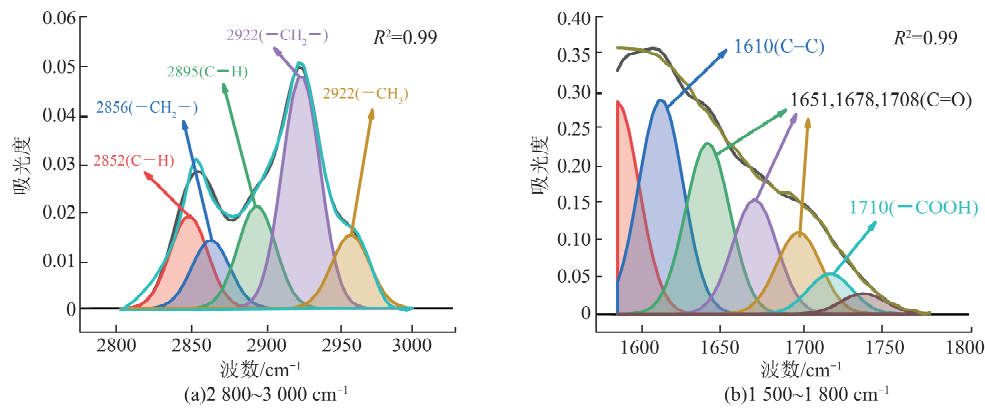 0.06
0.05
0.04
0.03
0.02
0.01
0
吸光度
2922(—CH₂—)
R²=0.99
2895(C—H)
2856(—CH₂—)
2922(—CH₃)
2852(C—H)
2800 2850 2900 2950 3000
波数/cm⁻¹
(a)2 800~3 000 cm⁻¹
0.40
0.35
0.30
0.25
0.20
0.15
0.10
0.05
0
吸光度
1610(C—C)
R²=0.99
1651,1678,1708(C=O)
1710(—COOH)
1600 1650 1700 1750 1800
波数/cm⁻¹
(b)1 500~1 800 cm⁻¹